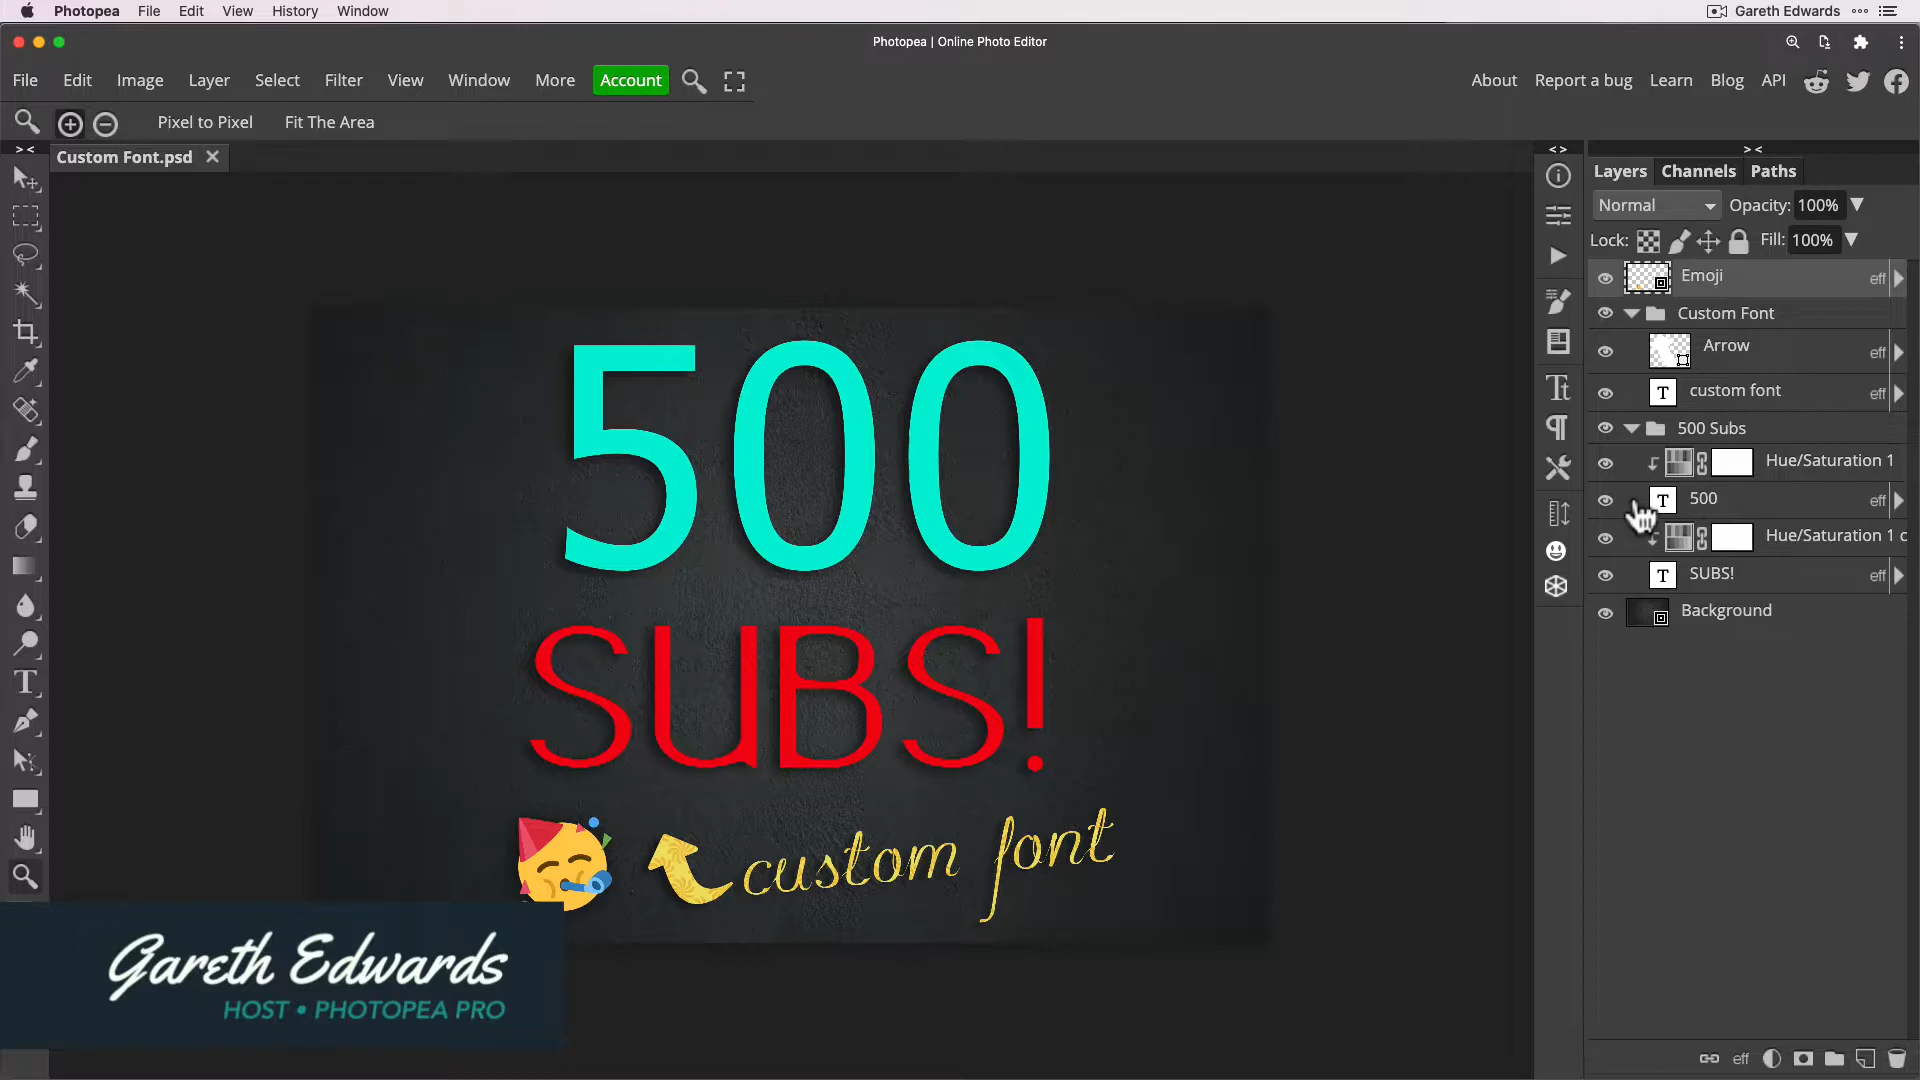 Photopea File Edit View History Window
Gareth Edwards
Photopea | Online Photo Editor
File Edit Image Layer Select Filter View Window More Account
About Report a bug Learn Blog API
Pixel to Pixel Fit The Area
Custom Font.psd
Layers Channels Paths
Normal Opacity: 100%
Lock: Fill: 100%
Emoji eff
Custom Font
Arrow eff
custom font eff
500 Subs
Hue/Saturation 1
T 500 eff
Hue/Saturation 1 c
T SUBS! eff
Background
500
SUBS!
custom font
Gareth Edwards
HOST • PHOTOPEA PRO
eff